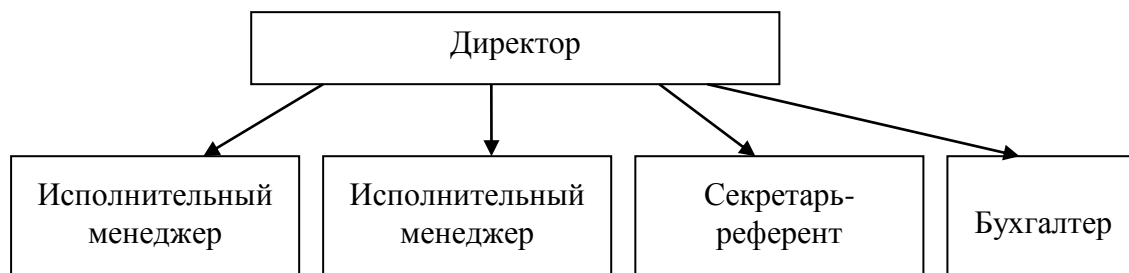 Директор
Исполнительный
менеджер
Исполнительный
менеджер
Секретарь-
референт
Бухгалтер